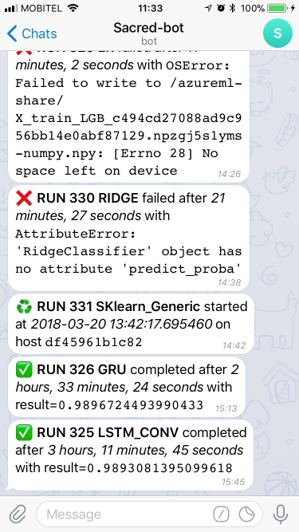 MOBITEL 11:33 100%
Chats
Sacred-bot
bot
S
minutes, 2 seconds with OSError:
Failed to write to /azureml-
share/
X_train_LGB_c494cd27088ad9c9
56bb14e0abf87129.npzgj5s1yms
-numpy.npy: [Errno 28] No
space left on device
14:26
RUN 330 RIDGE failed after 21
minutes, 27 seconds with
AttributeError:
'RidgeClassifier' object has
no attribute 'predict_proba'
14:38
RUN 331 SKlearn_Generic started
at 2018-03-20 13:42:17.695460 on
host df45961b1c82
14:42
RUN 326 GRU completed after 2
hours, 33 minutes, 24 seconds with
result=0.9896724493990433
15:13
RUN 325 LSTM_CONV completed
after 3 hours, 11 minutes, 45 seconds
with result=0.9893081395099618
15:45
Message